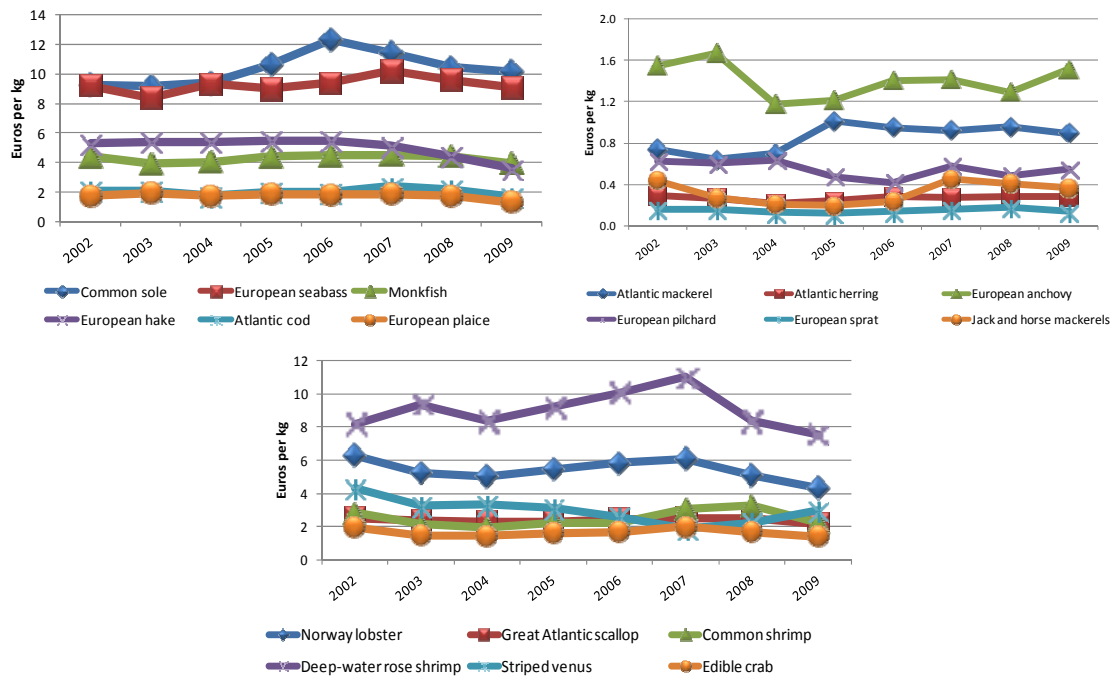 Euros per kg
14
12
10
8
6
4
2
0
2002 2003 2004 2005 2006 2007 2008 2009
Common sole European seabass Monkfish
European hake Atlantic cod European plaice
Euros per kg
2.0
1.6
1.2
0.8
0.4
0.0
2002 2003 2004 2005 2006 2007 2008 2009
Atlantic mackerel Atlantic herring European anchovy
European pilchard European sprat Jack and horse mackerels
Euros per kg
12
10
8
6
4
2
0
2002 2003 2004 2005 2006 2007 2008 2009
Norway lobster Great Atlantic scallop Common shrimp
Deep-water rose shrimp Striped venus Edible crab